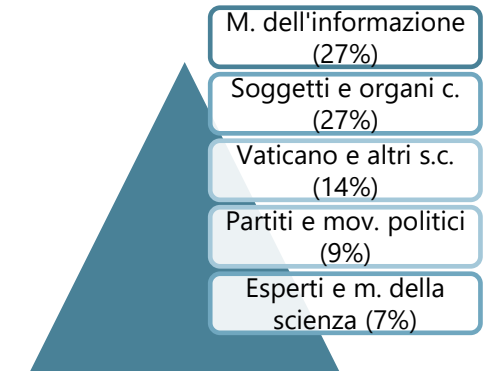 M. dell'informazione
(27%)
Soggetti e organi c.
(27%)
Vaticano e altri s.c.
(14%)
Partiti e mov. politici
(9%)
Esperti e m. della
scienza (7%)